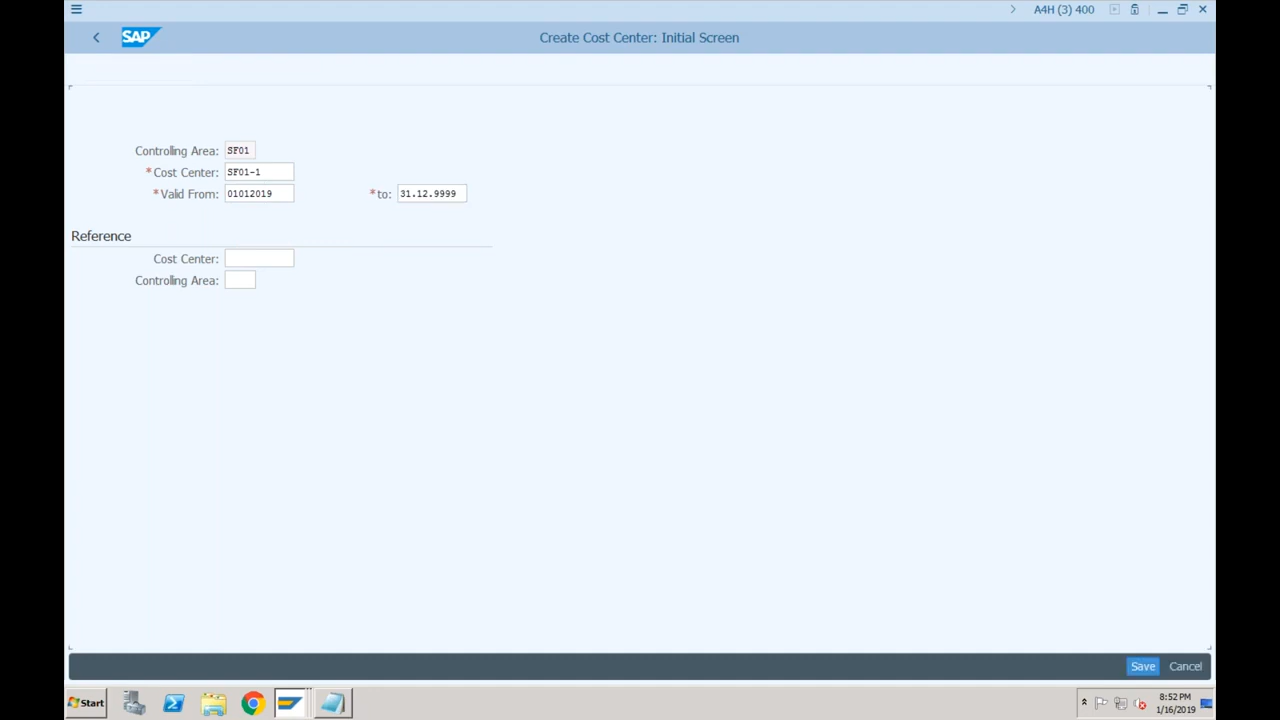 A4H (3) 400
SAP
Create Cost Center: Initial Screen
Controlling Area: SF01
*Cost Center: SF01-1
*Valid From: 01012019 *to: 31.12.9999
Reference
Cost Center:
Controlling Area:
Save Cancel
Start
8:52 PM
1/16/2019